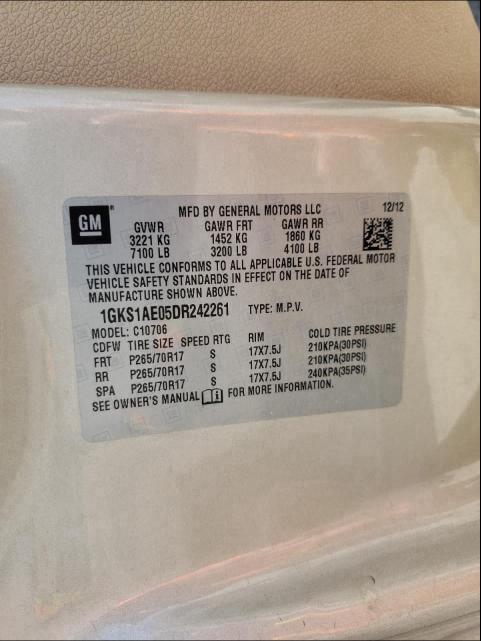 GM ® MFD BY GENERAL MOTORS LLC 12/12
GVWR GAWR FRT GAWR RR
3221 KG 1452 KG 1860 KG
7100 LB 3200 LB 4100 LB
THIS VEHICLE CONFORMS TO ALL APPLICABLE U.S. FEDERAL MOTOR
VEHICLE SAFETY STANDARDS IN EFFECT ON THE DATE OF
MANUFACTURE SHOWN ABOVE.
1GKS1AE05DR242261 TYPE: M.P.V.
MODEL: C10706
CDFW TIRE SIZE SPEED RTG RIM COLD TIRE PRESSURE
FRT P265/70R17 S 17X7.5J 210KPA(30PSI)
RR P265/70R17 S 17X7.5J 210KPA(30PSI)
SPA P265/70R17 S 17X7.5J 240KPA(35PSI)
SEE OWNER'S MANUAL FOR MORE INFORMATION.